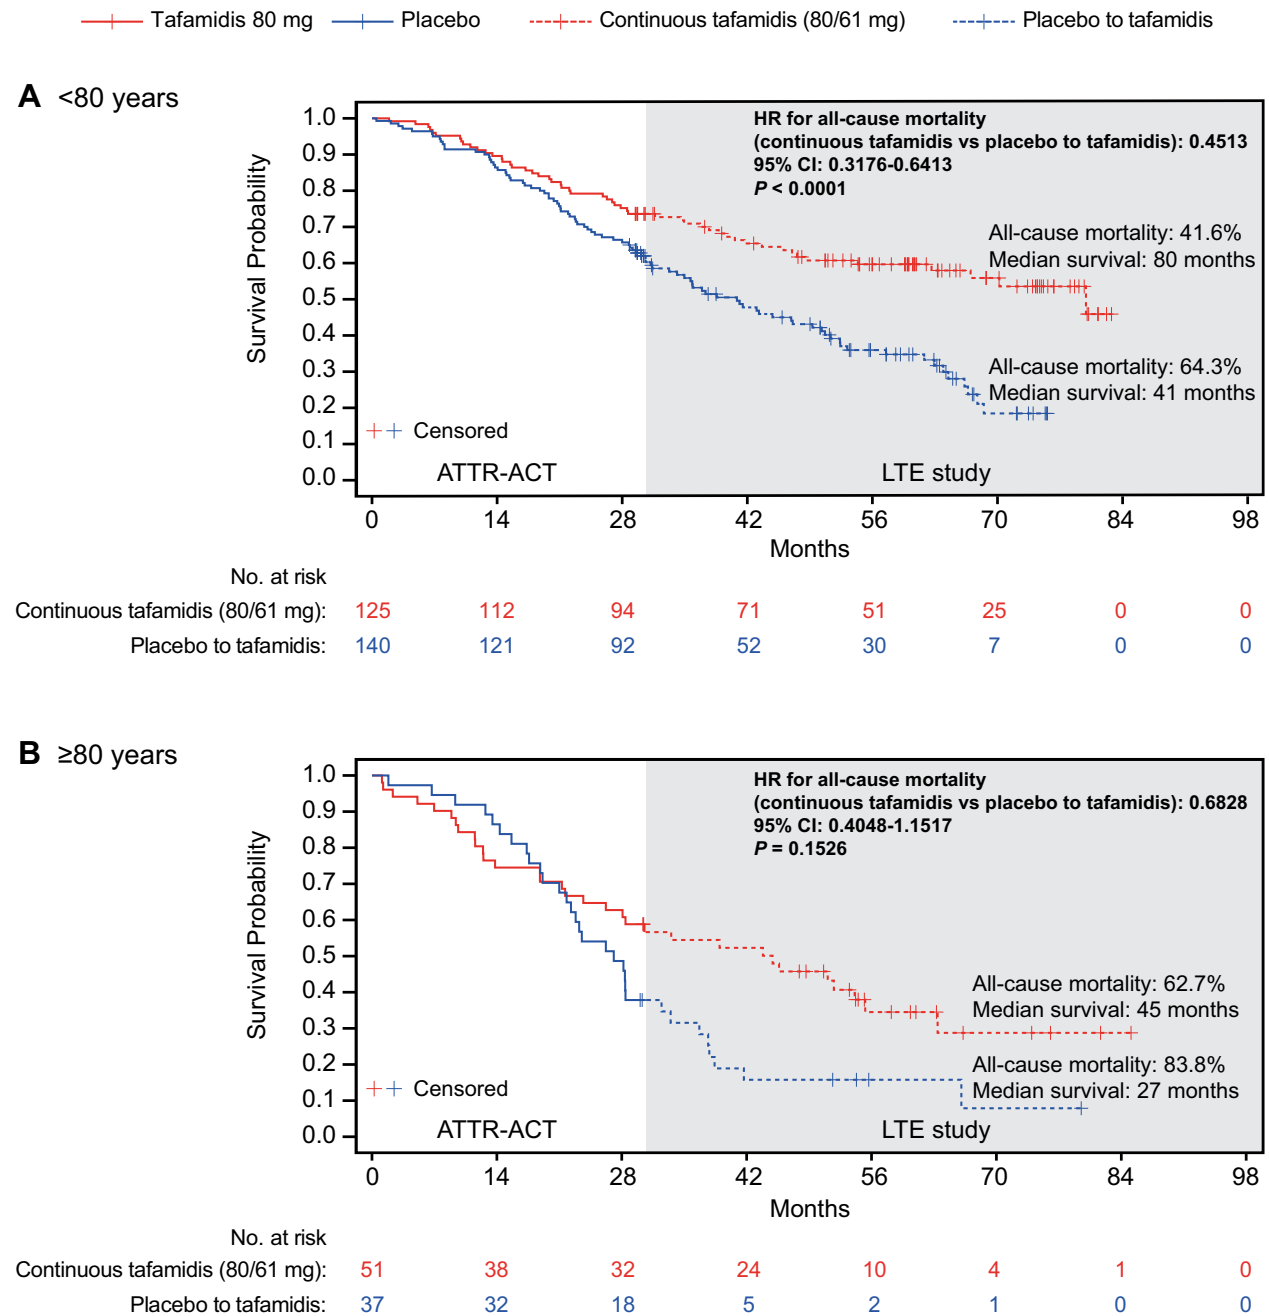 Tafamidis 80 mg Placebo Continuous tafamidis (80/61 mg) Placebo to tafamidis
A <80 years
HR for all-cause mortality
(continuous tafamidis vs placebo to tafamidis): 0.4513
95% CI: 0.3176-0.6413
P < 0.0001
Survival Probability
1.0
0.9
0.8
0.7
0.6
0.5
0.4
0.3
0.2
0.1
0.0
All-cause mortality: 41.6%
Median survival: 80 months
All-cause mortality: 64.3%
Median survival: 41 months
Censored
ATTR-ACT LTE study
0 14 28 42 56 70 84 98
Months
No. at risk
Continuous tafamidis (80/61 mg): 125 112 94 71 51 25 0 0
Placebo to tafamidis: 140 121 92 52 30 7 0 0
B ≥80 years
HR for all-cause mortality
(continuous tafamidis vs placebo to tafamidis): 0.6828
95% CI: 0.4048-1.1517
P = 0.1526
Survival Probability
1.0
0.9
0.8
0.7
0.6
0.5
0.4
0.3
0.2
0.1
0.0
All-cause mortality: 62.7%
Median survival: 45 months
All-cause mortality: 83.8%
Median survival: 27 months
Censored
ATTR-ACT LTE study
0 14 28 42 56 70 84 98
Months
No. at risk
Continuous tafamidis (80/61 mg): 51 38 32 24 10 4 1 0
Placebo to tafamidis: 37 32 18 5 2 1 0 0